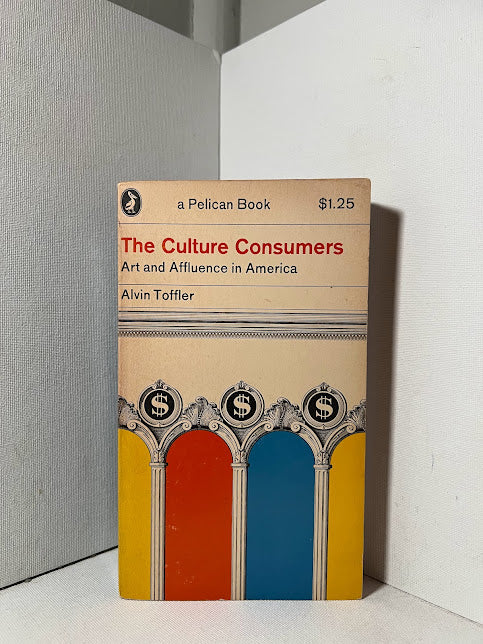 a Pelican Book $1.25
The Culture Consumers
Art and Affluence in America
Alvin Toffler
$ $ $